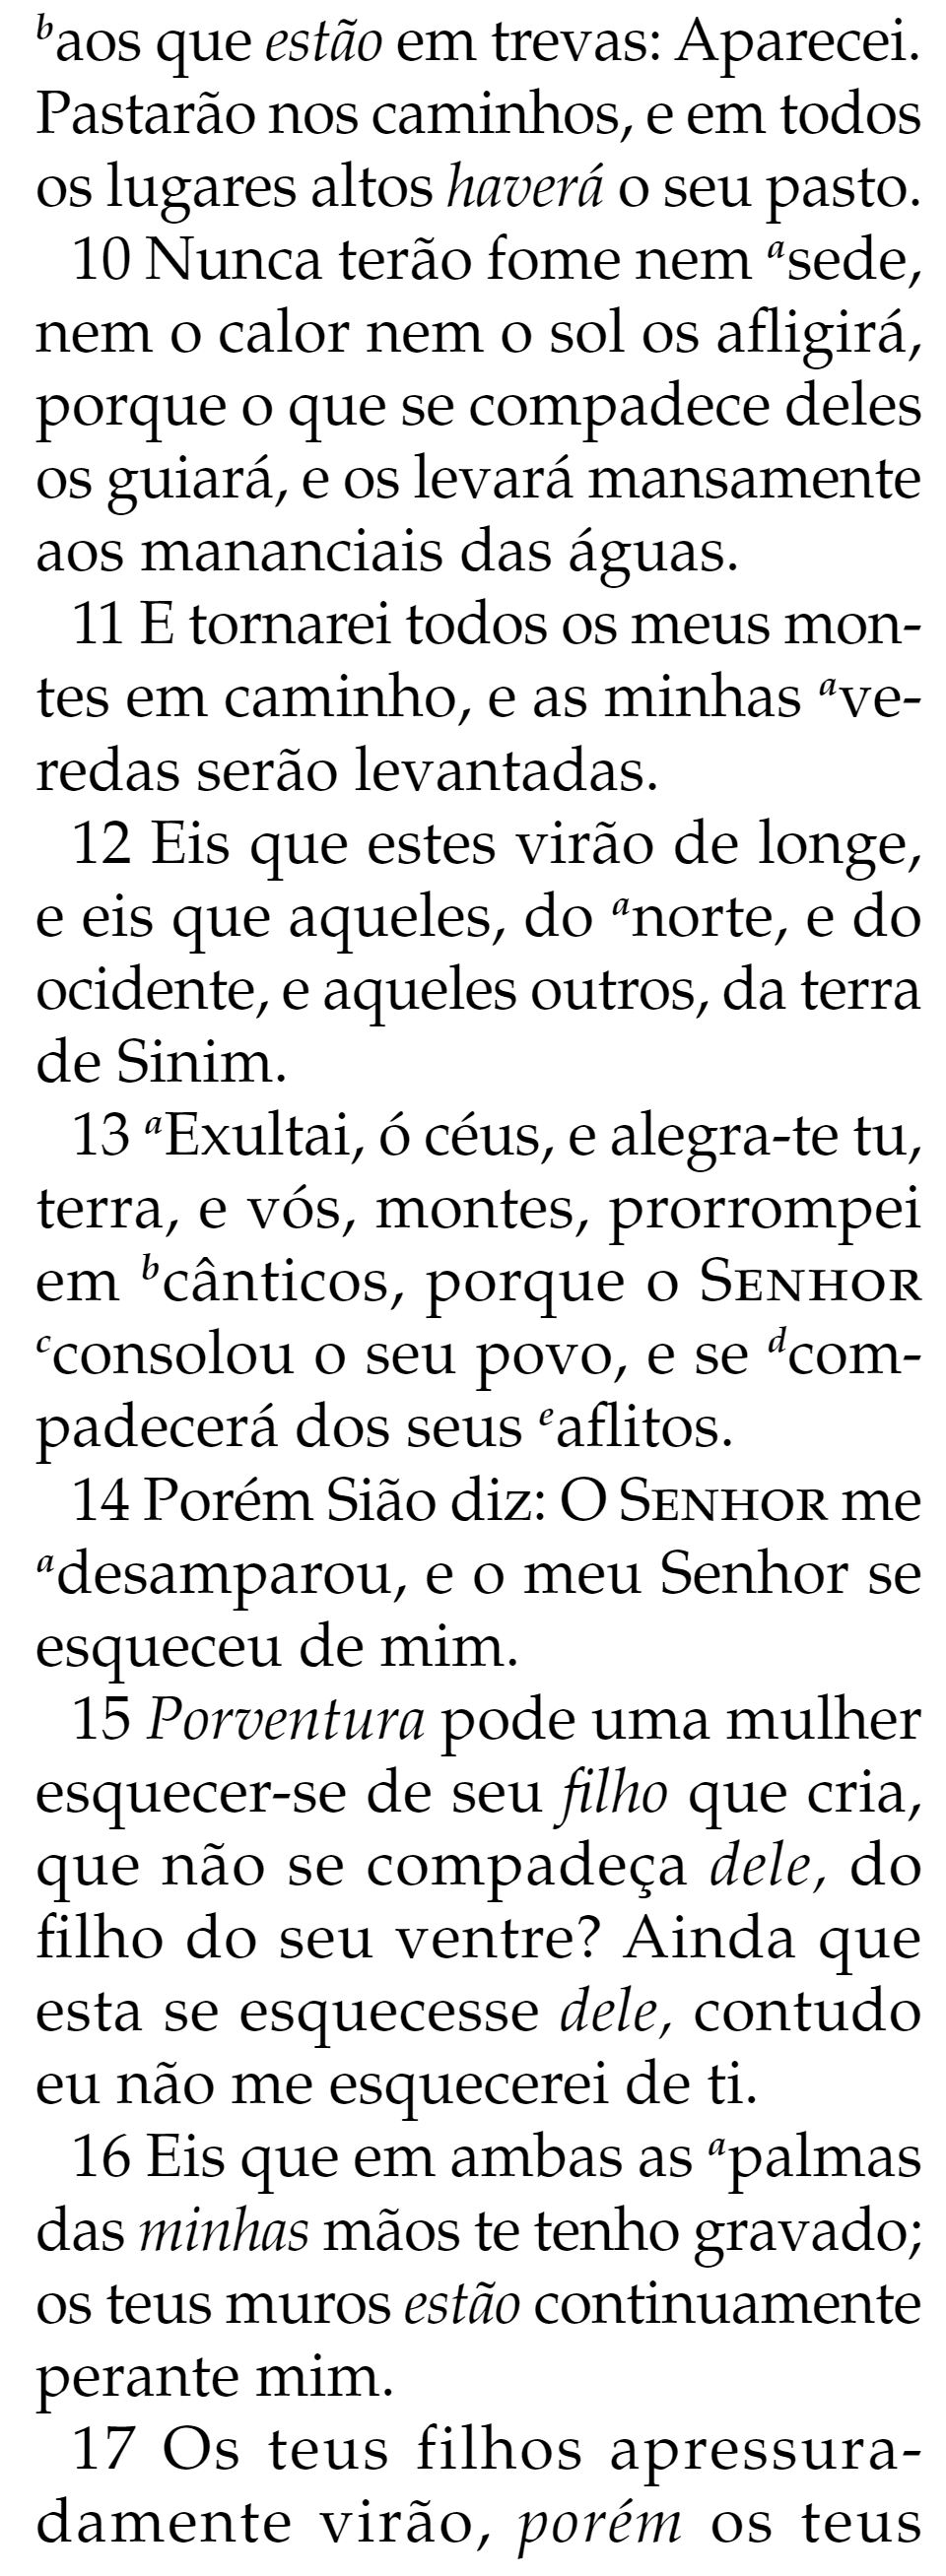 baos que estão em trevas: Aparecei.
Pastarão nos caminhos, e em todos
os lugares altos haverá o seu pasto.
10 Nunca terão fome nem asede,
nem o calor nem o sol os afligirá,
porque o que se compadece deles
os guiará, e os levará mansamente
aos mananciais das águas.
11 E tornarei todos os meus mon-
tes em caminho, e as minhas ave-
redas serão levantadas.
12 Eis que estes virão de longe,
e eis que aqueles, do anorte, e do
ocidente, e aqueles outros, da terra
de Sinim.
13 aExultai, ó céus, e alegra-te tu,
terra, e vós, montes, prorrompei
em bcânticos, porque o SENHOR
cconsolou o seu povo, e se dcom-
padecerá dos seus eaflitos.
14 Porém Sião diz: O SENHOR me
adesamparou, e o meu Senhor se
esqueceu de mim.
15 Porventura pode uma mulher
esquecer-se de seu filho que cria,
que não se compadeça dele, do
filho do seu ventre? Ainda que
esta se esquecesse dele, contudo
eu não me esquecerei de ti.
16 Eis que em ambas as apalmas
das minhas mãos te tenho gravado;
os teus muros estão continuamente
perante mim.
17 Os teus filhos apressura-
damente virão, porém os teus